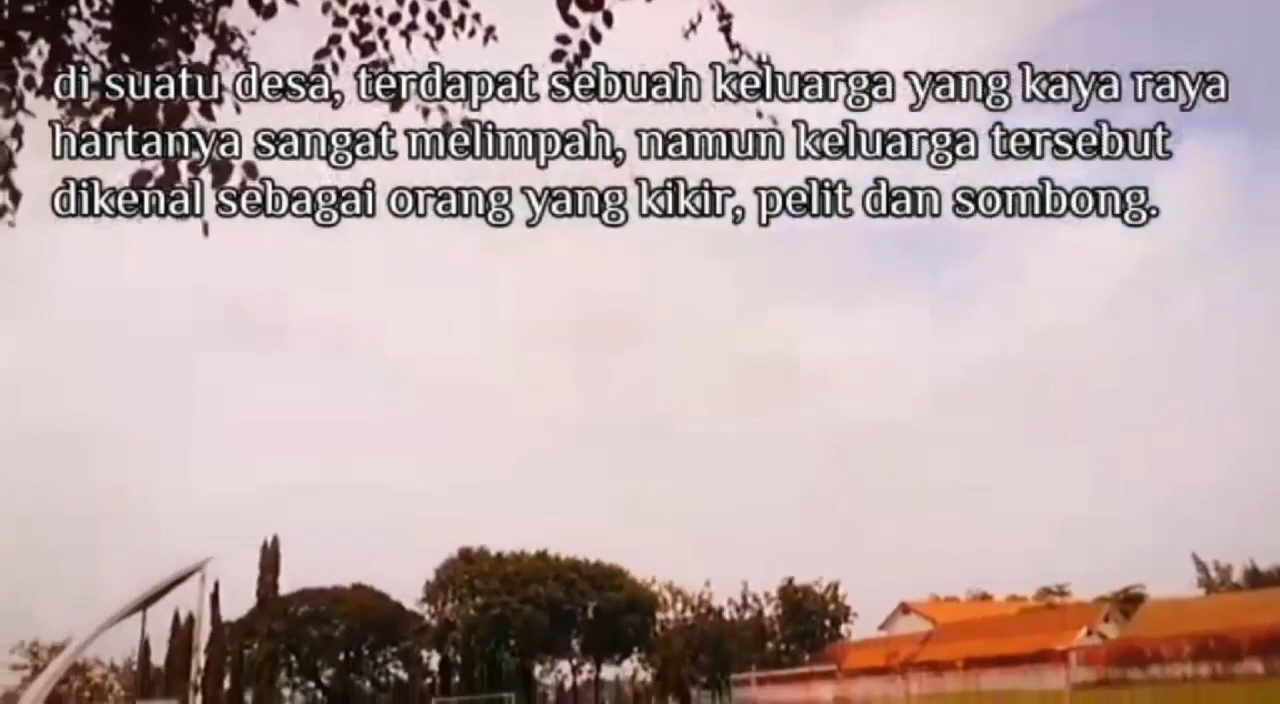 di suatu desa, terdapat sebuah keluarga yang kaya raya
hartanya sangat melimpah, namun keluarga tersebut
dikenal sebagai orang yang kikir, pelit dan sombong.